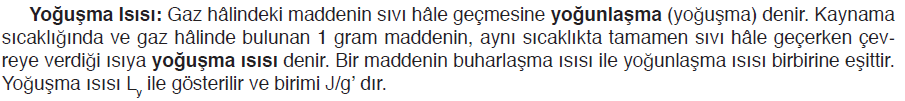 Yoğuşma Isısı: Gaz hâlindeki maddenin sıvı hâle geçmesine yoğunlaşma (yoğuşma) denir. Kaynama
sıcaklığında ve gaz hâlinde bulunan 1 gram maddenin, aynı sıcaklıkta tamamen sıvı hâle geçerken çev-
reye verdiği ısıya yoğuşma ısısı denir. Bir maddenin buharlaşma ısısı ile yoğunlaşma ısısı birbirine eşittir.
Yoğuşma ısısı Ly ile gösterilir ve birimi J/g’ dır.